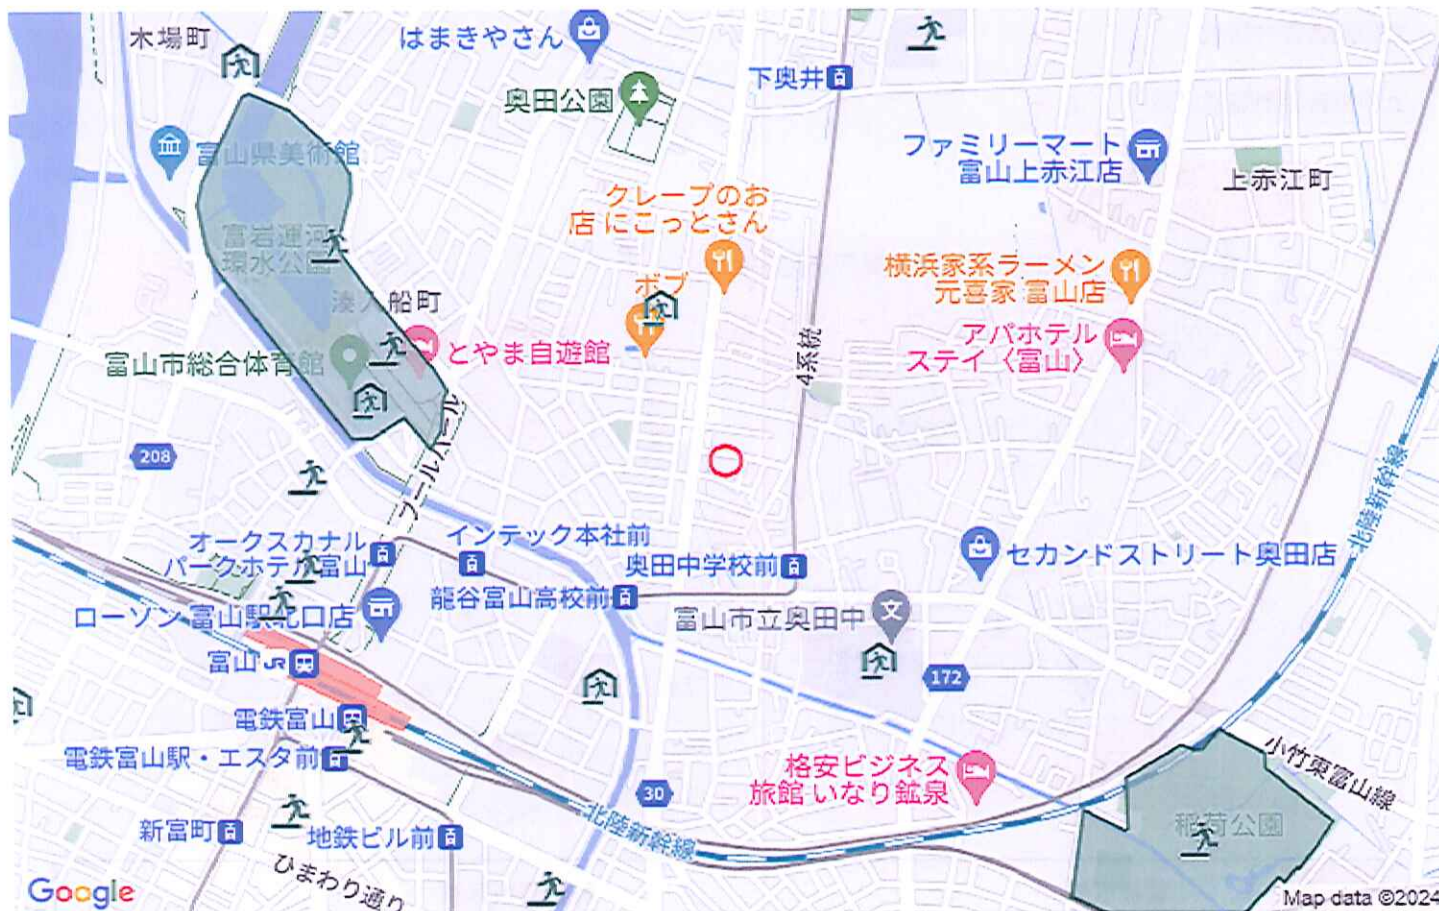 木場町
はまきやさん
下奥井
奥田公園
ファミリーマート
富山上赤江店
富山県美術館
上赤江町
クレープのお
店 にこっとさん
富岩運河
環水公園
横浜家系ラーメン
元喜家 富山店
ボブ
湊入船町
アパホテル
ステイ〈富山〉
とやま自遊館
富山市総合体育館
4系統
208
ブールバール
北陸新幹線
オークスカナル
パークホテル富山
インテック本社前
奥田中学校前
セカンドストリート奥田店
龍谷富山高校前
ローソン 富山駅北口店
富山市立奥田中
富山 JR
172
電鉄富山
電鉄富山駅・エスタ前
小竹東富山線
格安ビジネス
旅館 いなり鉱泉
30
稲荷公園
新富町
地鉄ビル前
北陸新幹線
ひまわり通り
Google
Map data ©2024